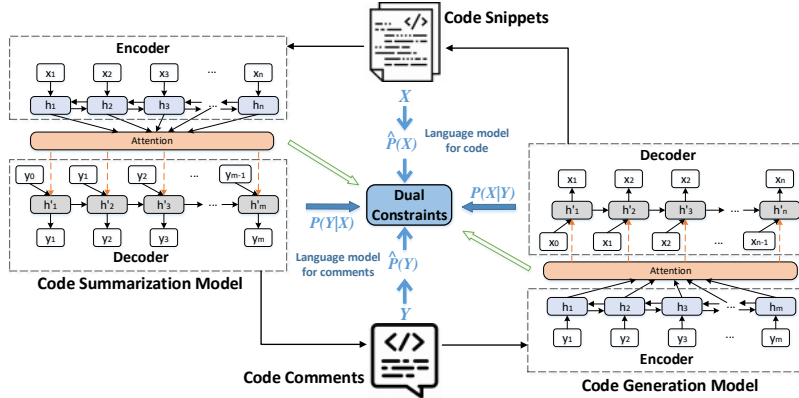 Code Snippets
Encoder
x1 x2 x3 ... xn
h1 h2 h3 ... hn
Attention
y0 y1 y2 ... ym-1
h'1 h'2 h'3 ... h'm
y1 y2 y3 ... ym
Decoder
Code Summarization Model
X
P̂(X)
Language model
for code
Dual
Constraints
P(Y|X)
P(X|Y)
Language model
for comments
P̂(Y)
Y
Code Comments
Decoder
x1 x2 x2 ... xn
h'1 h'2 h'3 ... h'n
x0 x1 x2 ... xn-1
Attention
h1 h2 h3 ... hm
y1 y2 y3 ... ym
Encoder
Code Generation Model